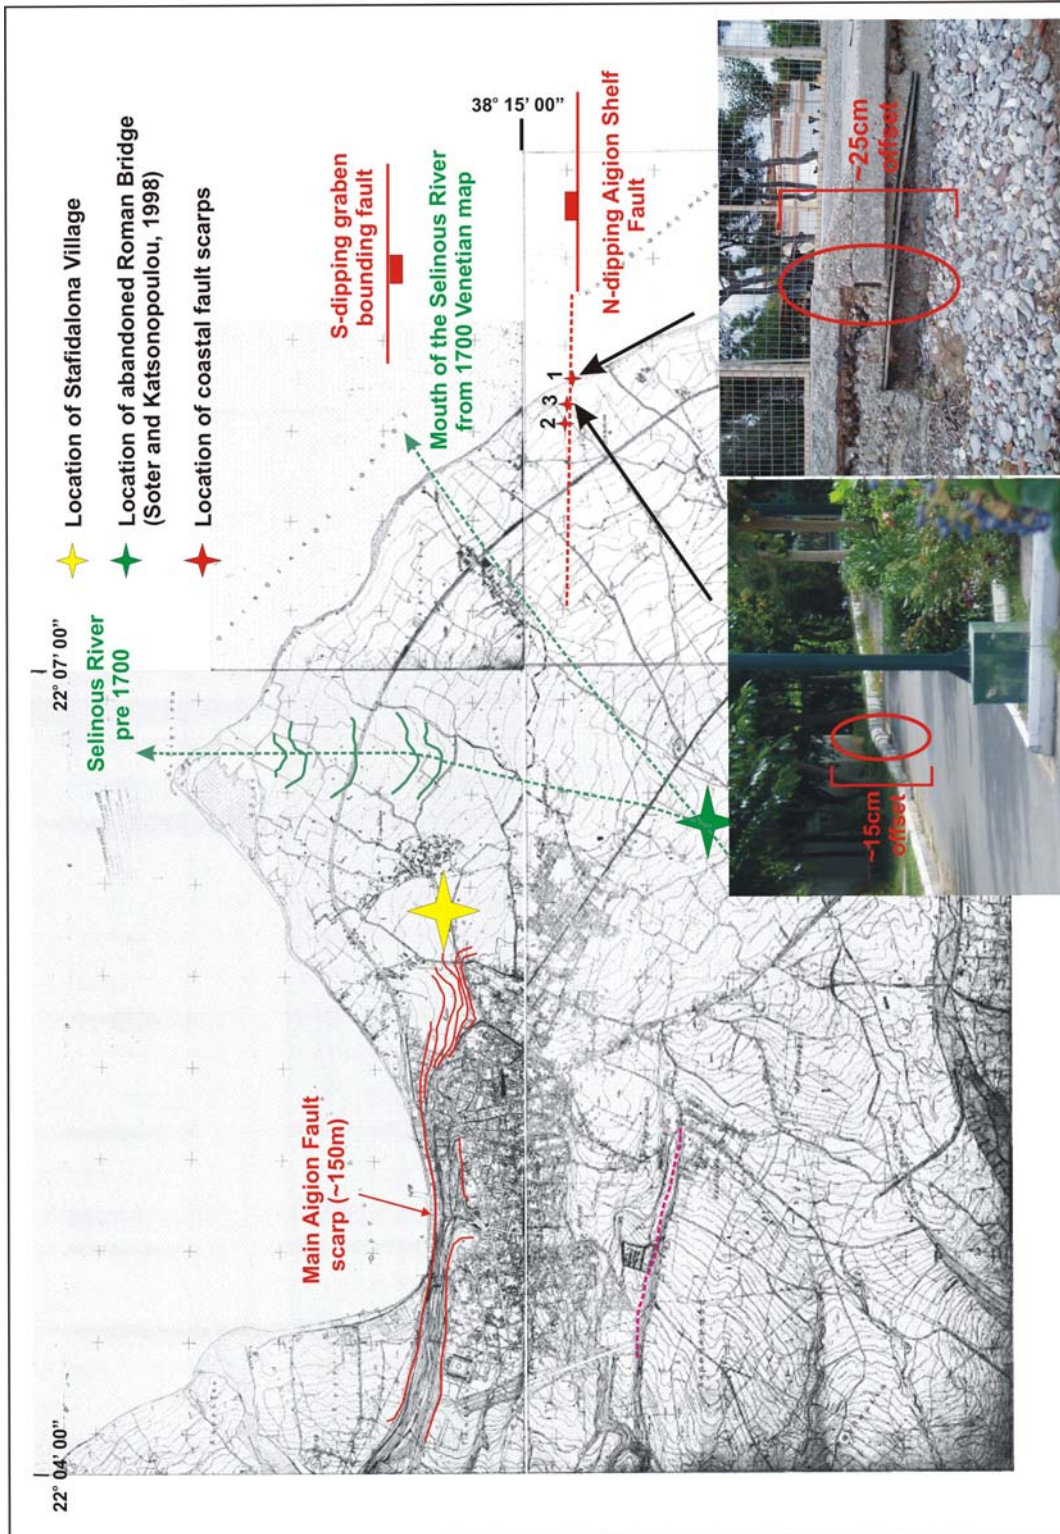 Location of Stafidalona Village
Location of abandoned Roman Bridge
(Soter and Katsonopoulou, 1998)
Location of coastal fault scarps
22° 04' 00"
22° 07' 00"
38° 15' 00"
Selinous River
pre 1700
Main Aigion Fault
scarp (~150m)
S-dipping graben
bounding fault
Mouth of the Selinous River
from 1700 Venetian map
N-dipping Aigion Shelf
Fault
2
3
1
~15cm
offset
~25cm
offset